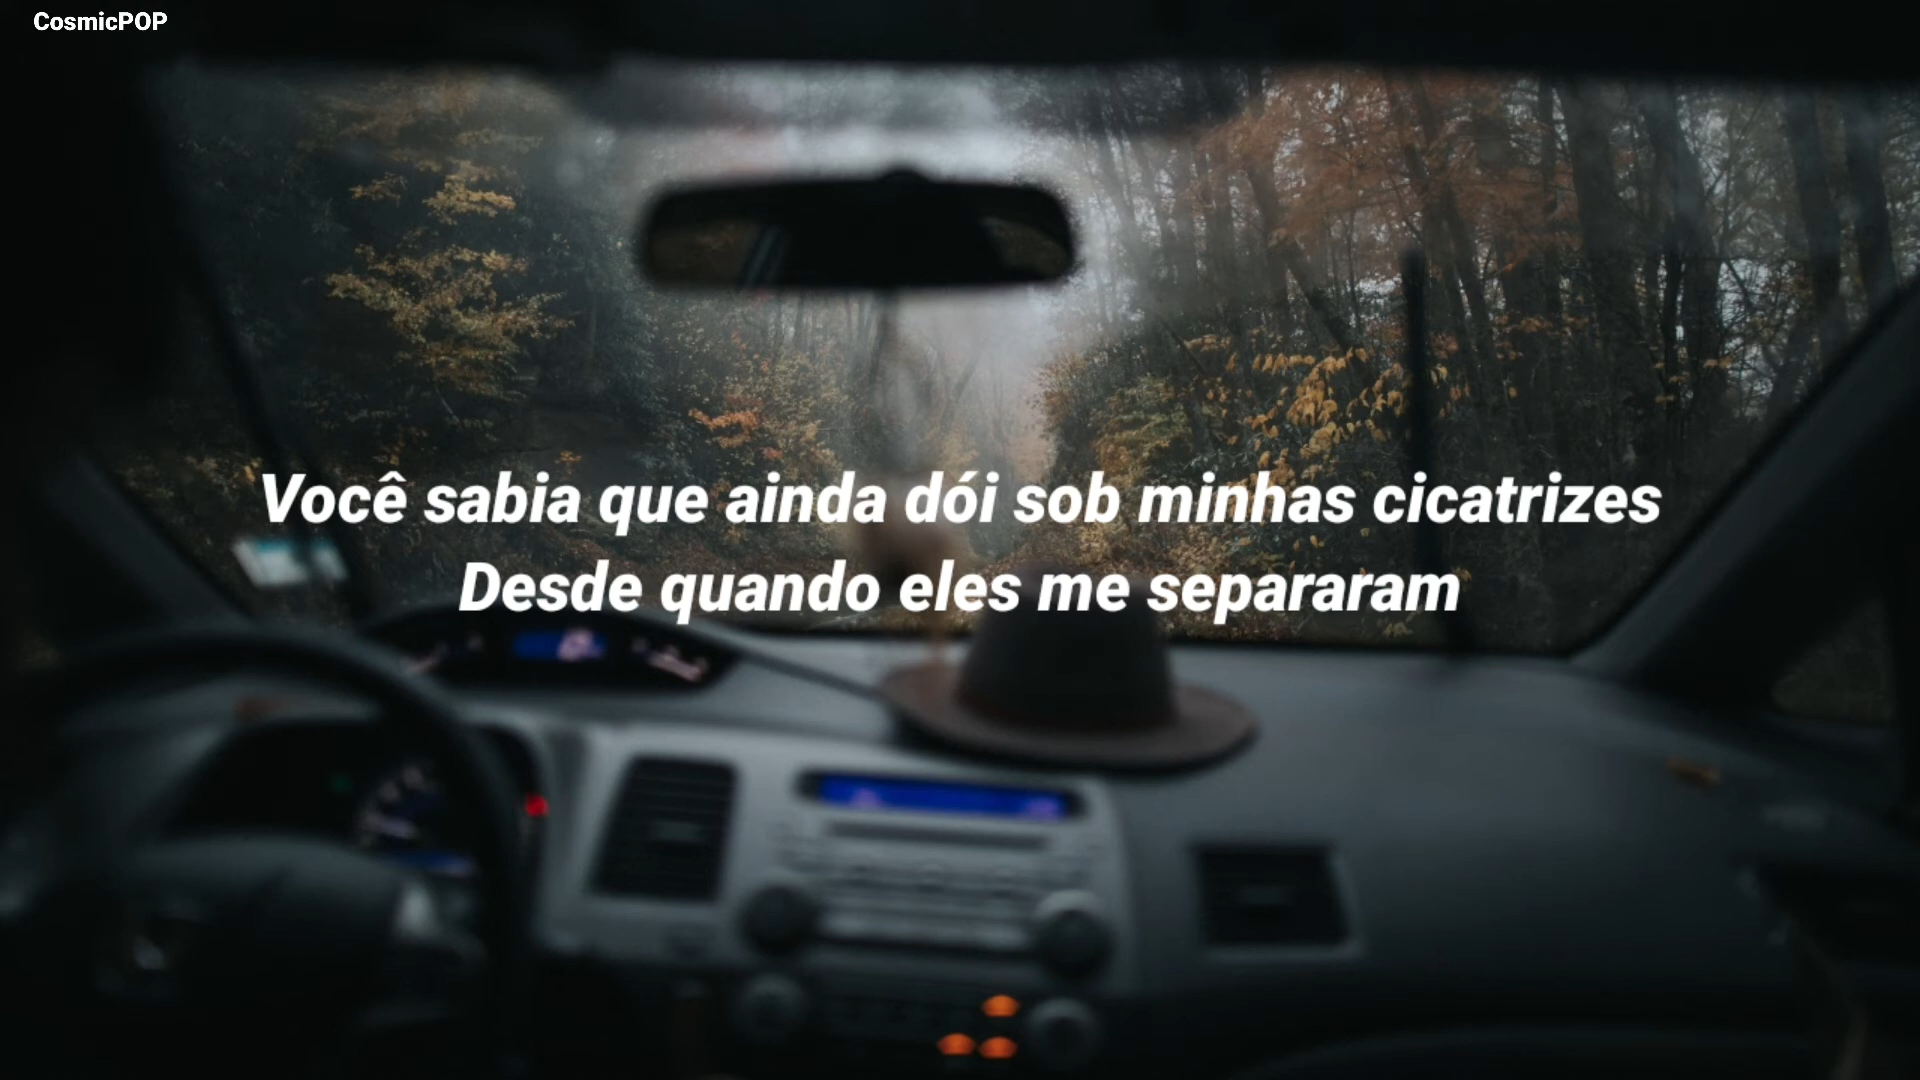 CosmicPOP
Você sabia que ainda dói sob minhas cicatrizes
Desde quando eles me separaram